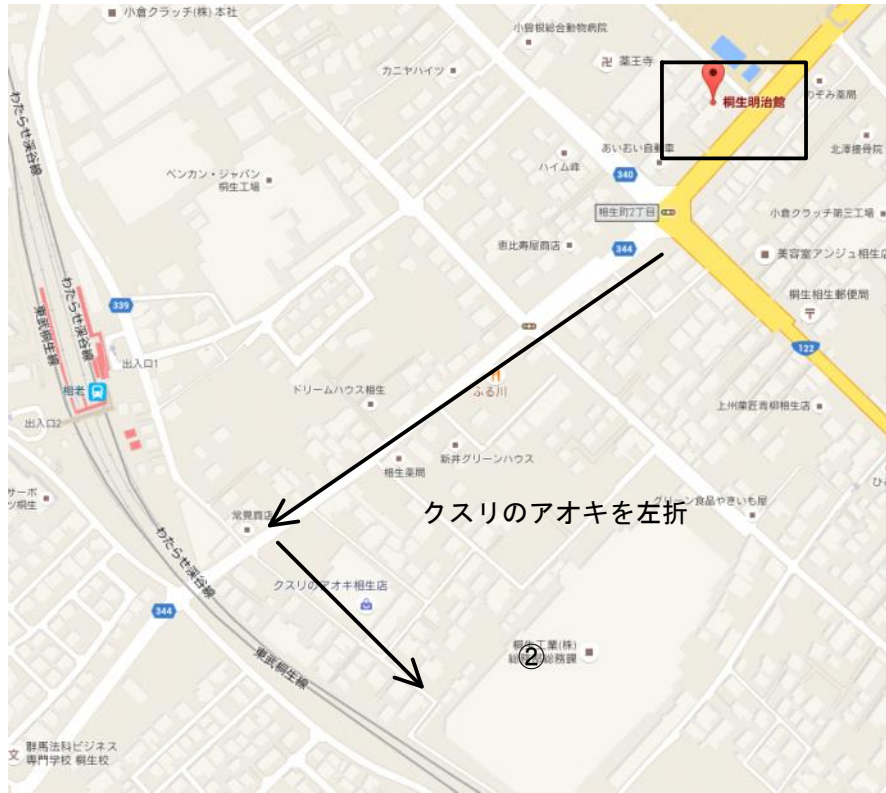 小倉クラッチ(株)本社
小曽根総合動物病院
薬王寺
カニヤハイツ
桐生明治館
のぞみ薬局
わたらせ渓谷線
あいおい自動車
北澤接骨院
ハイム峰
340
ベンカン・ジャパン
桐生工場
相生町2丁目
小倉クラッチ第三工場
恵比寿屋商店
344
美容室アンジュ相生店
桐生相生郵便局
わたらせ渓谷線
339
東武桐生線
122
出入口1
相老
ドリームハウス相生
ふる川
上州菓匠青柳相生店
出入口2
新井グリーンハウス
相生薬局
サーボ
ツ桐生
グリーン食品やきいも屋
常見商店
クスリのアオキを左折
わたらせ渓谷線
クスリのアオキ相生店
344
桐生工業(株)
総務部総務課
②
東武桐生線
文
群馬法科ビジネス
専門学校 桐生校